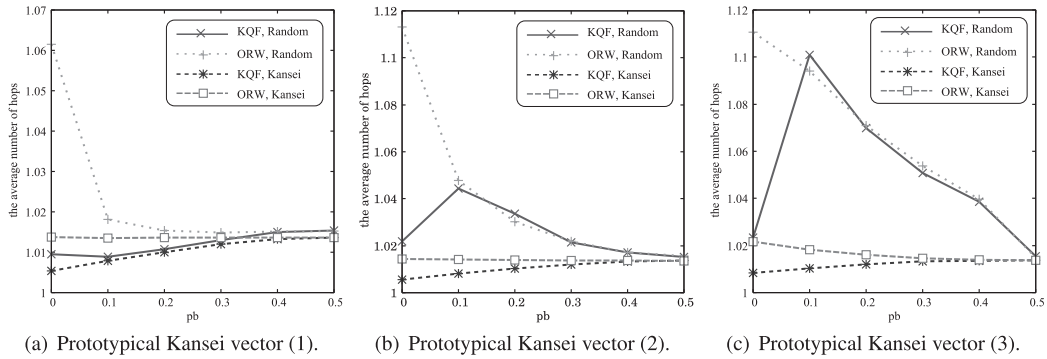 1.12
1.07
1.06
1.04
1.04
1.02
1.01
1
0
0.1
0.2
0.3
0.4
0.5
the average number of hops
pb
KQF, Random
ORW, Random
KQF, Kansei
ORW, Kansei
(a) Prototypical Kansei vector (1).
1.12
1.12
1.08
1.06
1.04
1.02
1
0
0.1
0.2
0.3
0.4
0.5
the average number of hops
pb
KQF, Random
ORW, Random
KQF, Kansei
ORW, Kansei
(b) Prototypical Kansei vector (2).
1.12
1.12
1.08
1.06
1.04
1.02
1
0
0.1
0.2
0.3
0.4
0.5
the average number of hops
pb
KQF, Random
ORW, Random
KQF, Kansei
ORW, Kansei
(c) Prototypical Kansei vector (3).